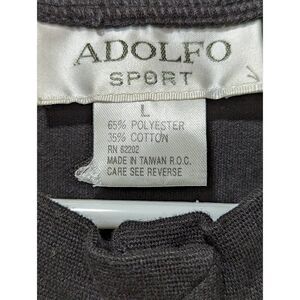 ADOLFO
SPORT
L
65% POLYESTER
35% COTTON
RN 62202
MADE IN TAIWAN R.O.C.
CARE SEE REVERSE